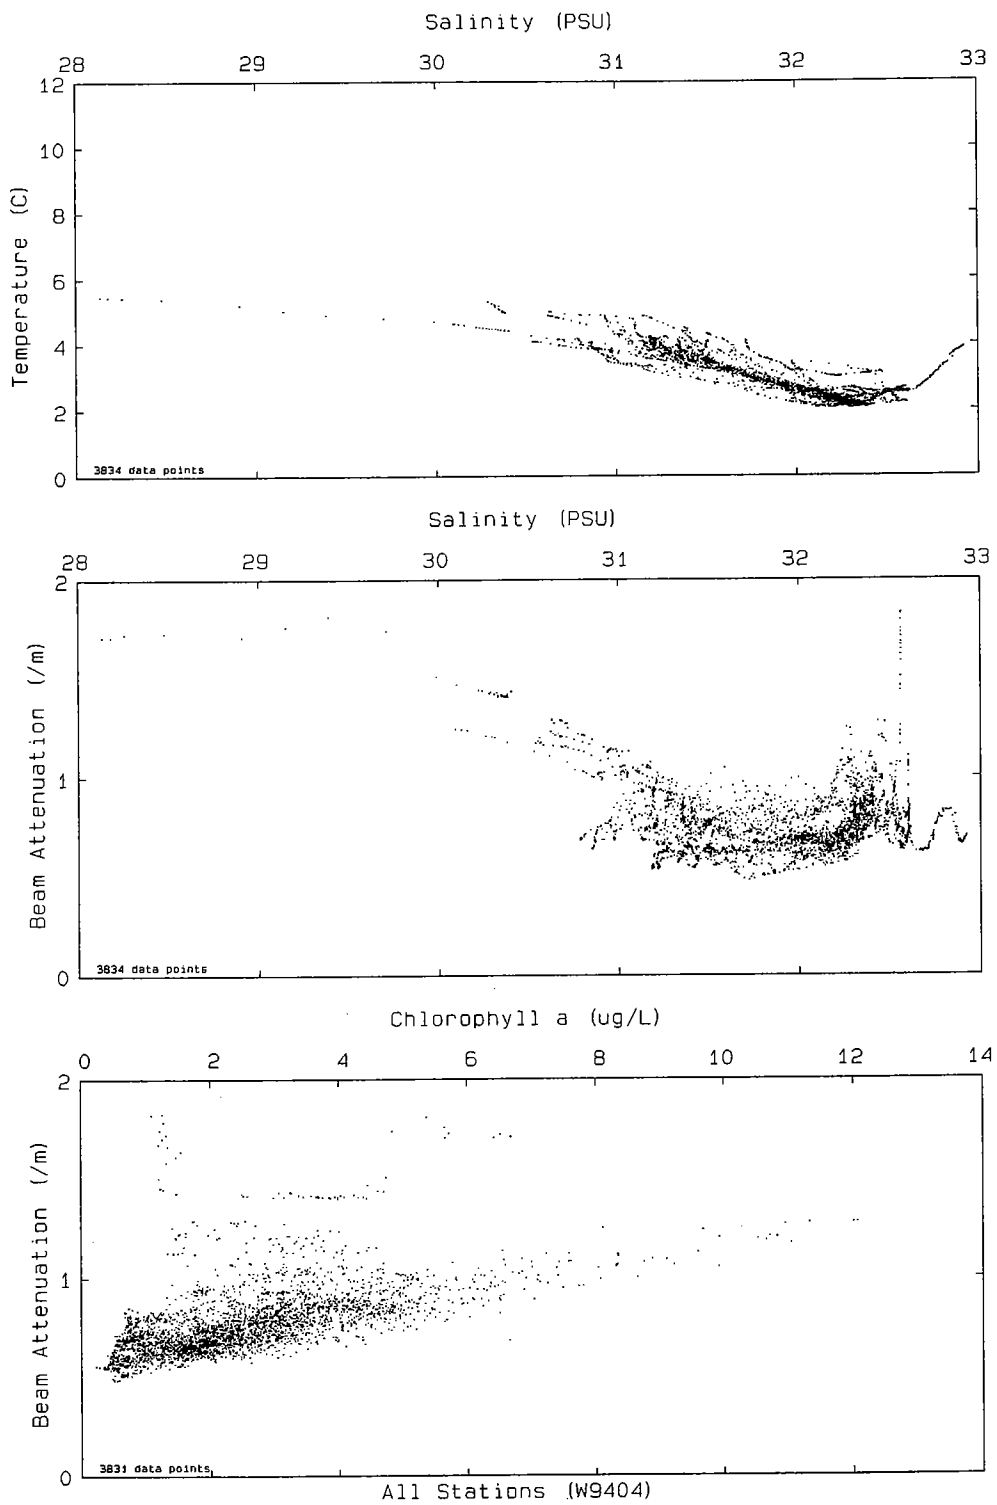 Salinity (PSU)
28 29 30 31 32 33
12
10
8
6
4
2
0
Temperature (C)
3834 data points
Salinity (PSU)
28 29 30 31 32 33
2
1
0
Beam Attenuation (/m)
3834 data points
Chlorophyll a (ug/L)
0 2 4 6 8 10 12 14
2
1
0
Beam Attenuation (/m)
3831 data points
All Stations (W9404)